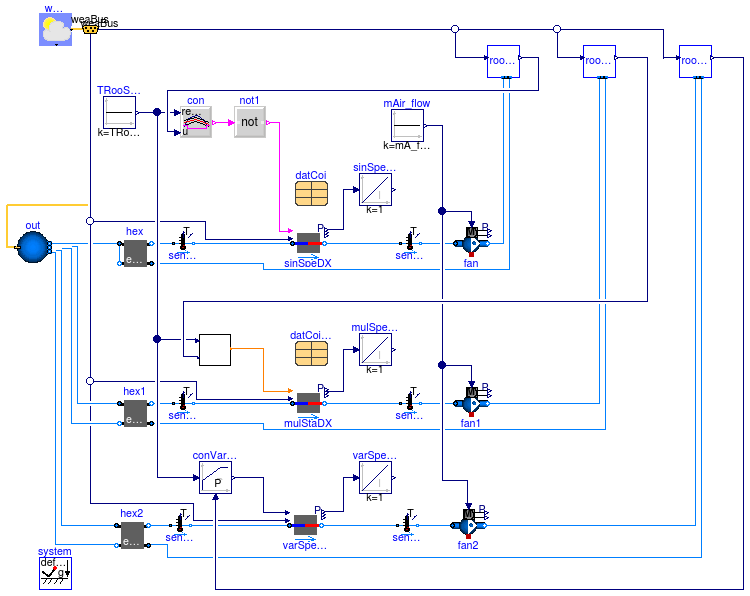 w...
weaBus
weaBus
roo...
roo...
roo...
TRooS...
k=TRo...
con
re...
u
not1
not
mAir_flow
k=mA_f...
datCoi
sinSpe...
I
k=1
out
hex
e...
T
sen...
P
sinSpeDX
T
sen...
M
P
fan
datCoi...
mulSpe...
I
k=1
hex1
e...
T
sen...
P
mulStaDX
T
sen...
M
P
fan1
conVar...
P
varSpe...
I
k=1
hex2
e...
T
sen...
P
varSpe...
T
sen...
M
P
fan2
system
def...
g